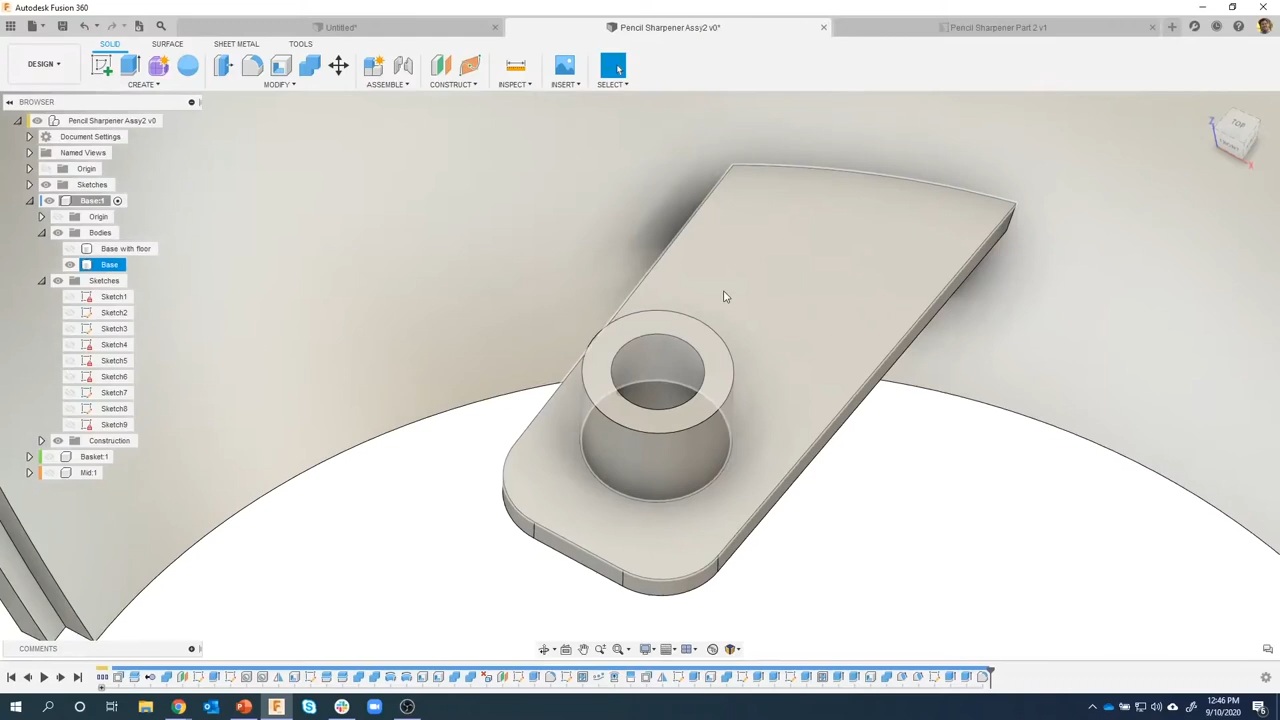 Autodesk Fusion 360
Untitled*
Pencil Sharpener Assy2 v0*
Pencil Sharpener Part 2 v1
SOLID
SURFACE
SHEET METAL
TOOLS
DESIGN
CREATE
MODIFY
ASSEMBLE
CONSTRUCT
INSPECT
INSERT
SELECT
BROWSER
Pencil Sharpener Assy2 v0
Document Settings
Named Views
Origin
Sketches
Base:1
Origin
Bodies
Base with floor
Base
Sketches
Sketch1
Sketch2
Sketch3
Sketch4
Sketch5
Sketch6
Sketch7
Sketch8
Sketch9
Construction
Basket:1
Mid:1
TOP
FRONT
Z
X
COMMENTS
12:46 PM
9/10/2020
6